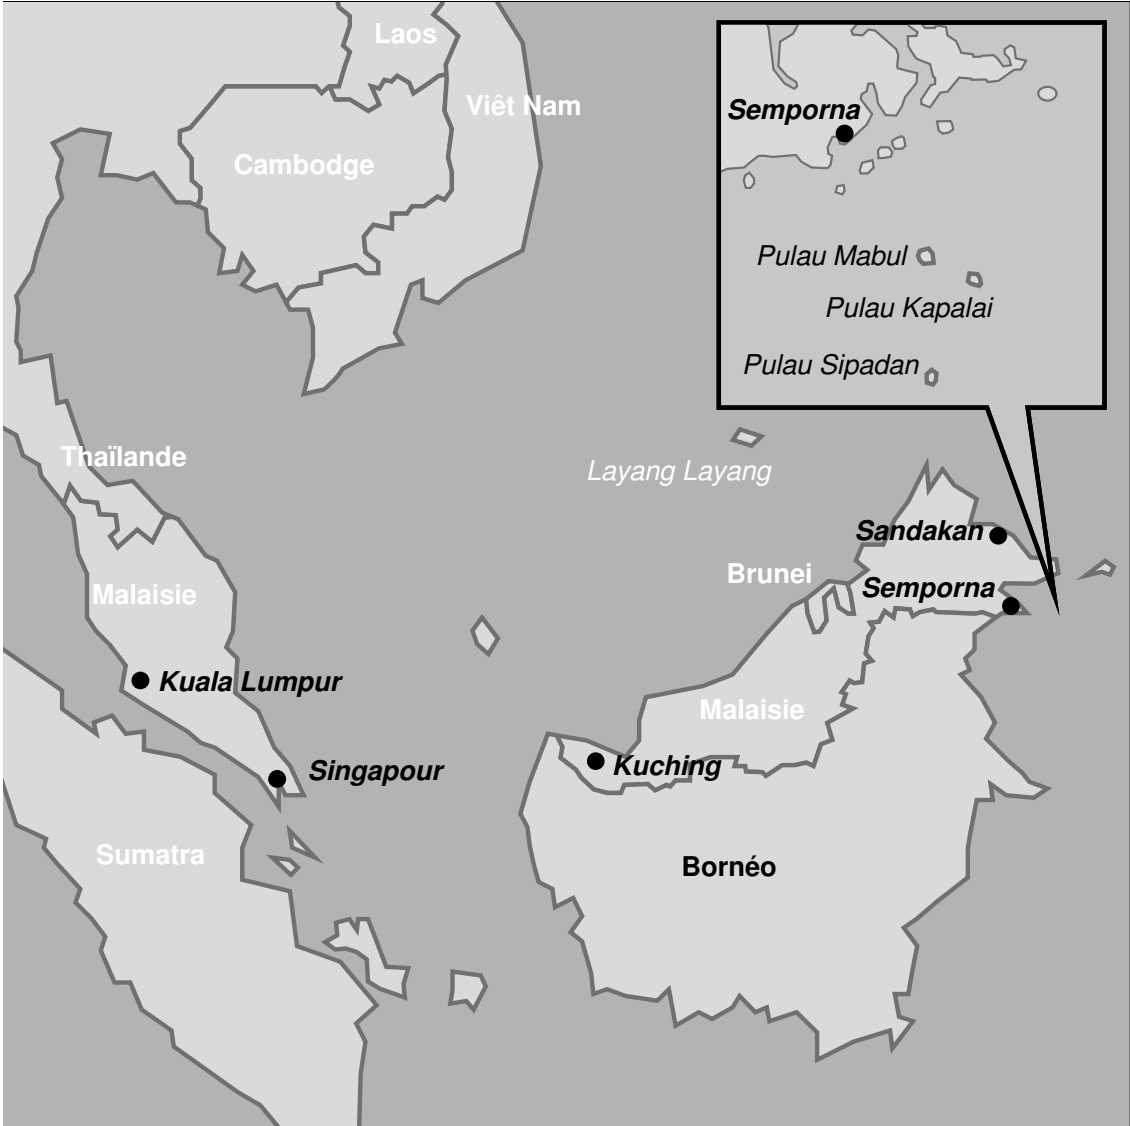 Laos
Viêt Nam
Cambodge
Semporna
Pulau Mabul
Pulau Kapalai
Pulau Sipadan
Thaïlande
Layang Layang
Sandakan
Brunei
Semporna
Malaisie
Kuala Lumpur
Malaisie
Singapour
Kuching
Sumatra
Bornéo